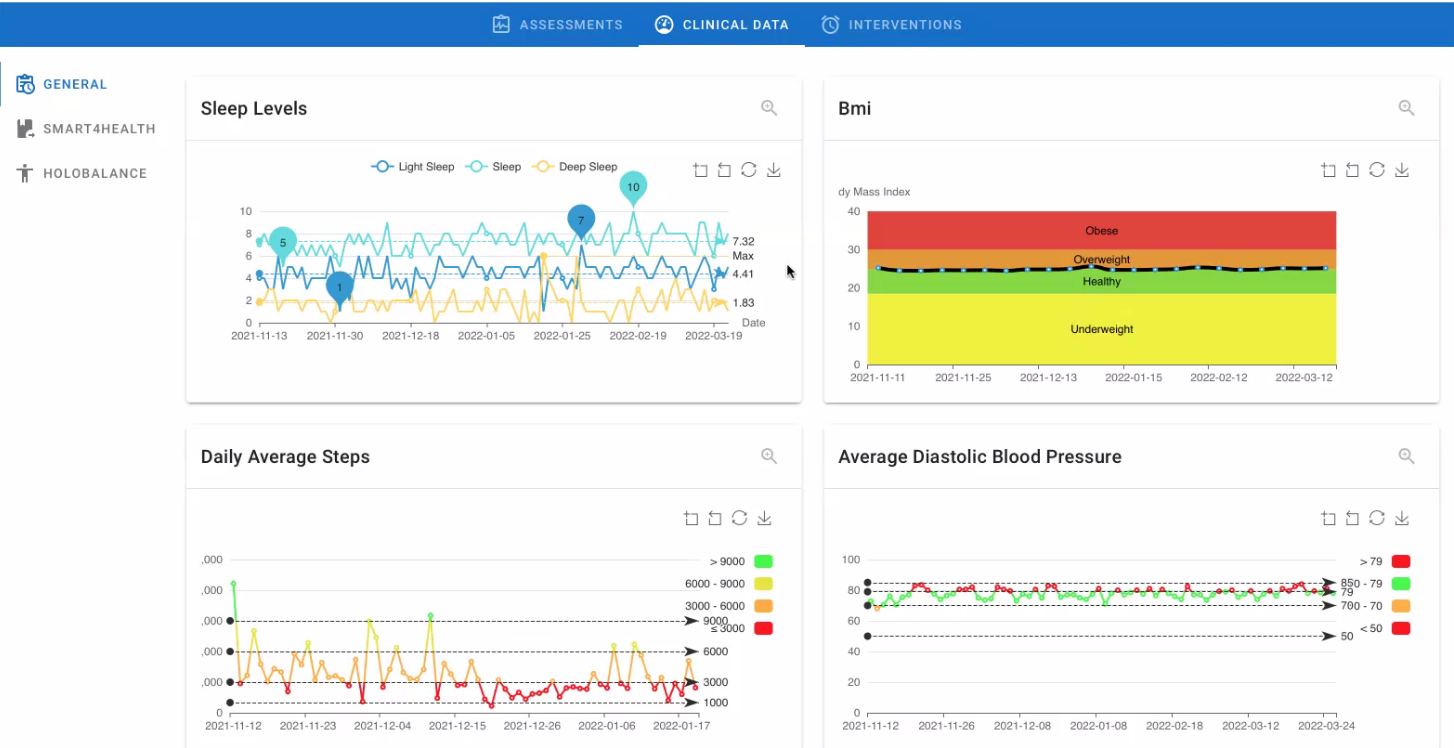 ASSESSMENTS CLINICAL DATA INTERVENTIONS
GENERAL
SMART4HEALTH
HOLOBALANCE
Sleep Levels
Light Sleep Sleep Deep Sleep
10
7
5
1
10
8
6
4
2
0
7.32
Max
4.41
1.83
Date
2021-11-13 2021-11-30 2021-12-18 2022-01-05 2022-01-25 2022-02-19 2022-03-19
Bmi
dy Mass Index
40
30
20
10
0
Obese
Overweight
Healthy
Underweight
2021-11-11 2021-11-25 2021-12-13 2022-01-15 2022-02-12 2022-03-12
Daily Average Steps
,000
,000
,000
,000
,000
0
> 9000
6000 - 9000
3000 - 6000
9000
≤ 3000
6000
3000
1000
2021-11-12 2021-11-23 2021-12-04 2021-12-15 2021-12-26 2022-01-06 2022-01-17
Average Diastolic Blood Pressure
100
80
60
40
20
0
> 79
850 - 79
79
700 - 70
< 50
50
2021-11-12 2021-11-26 2021-12-08 2022-01-08 2022-02-18 2022-03-12 2022-03-24